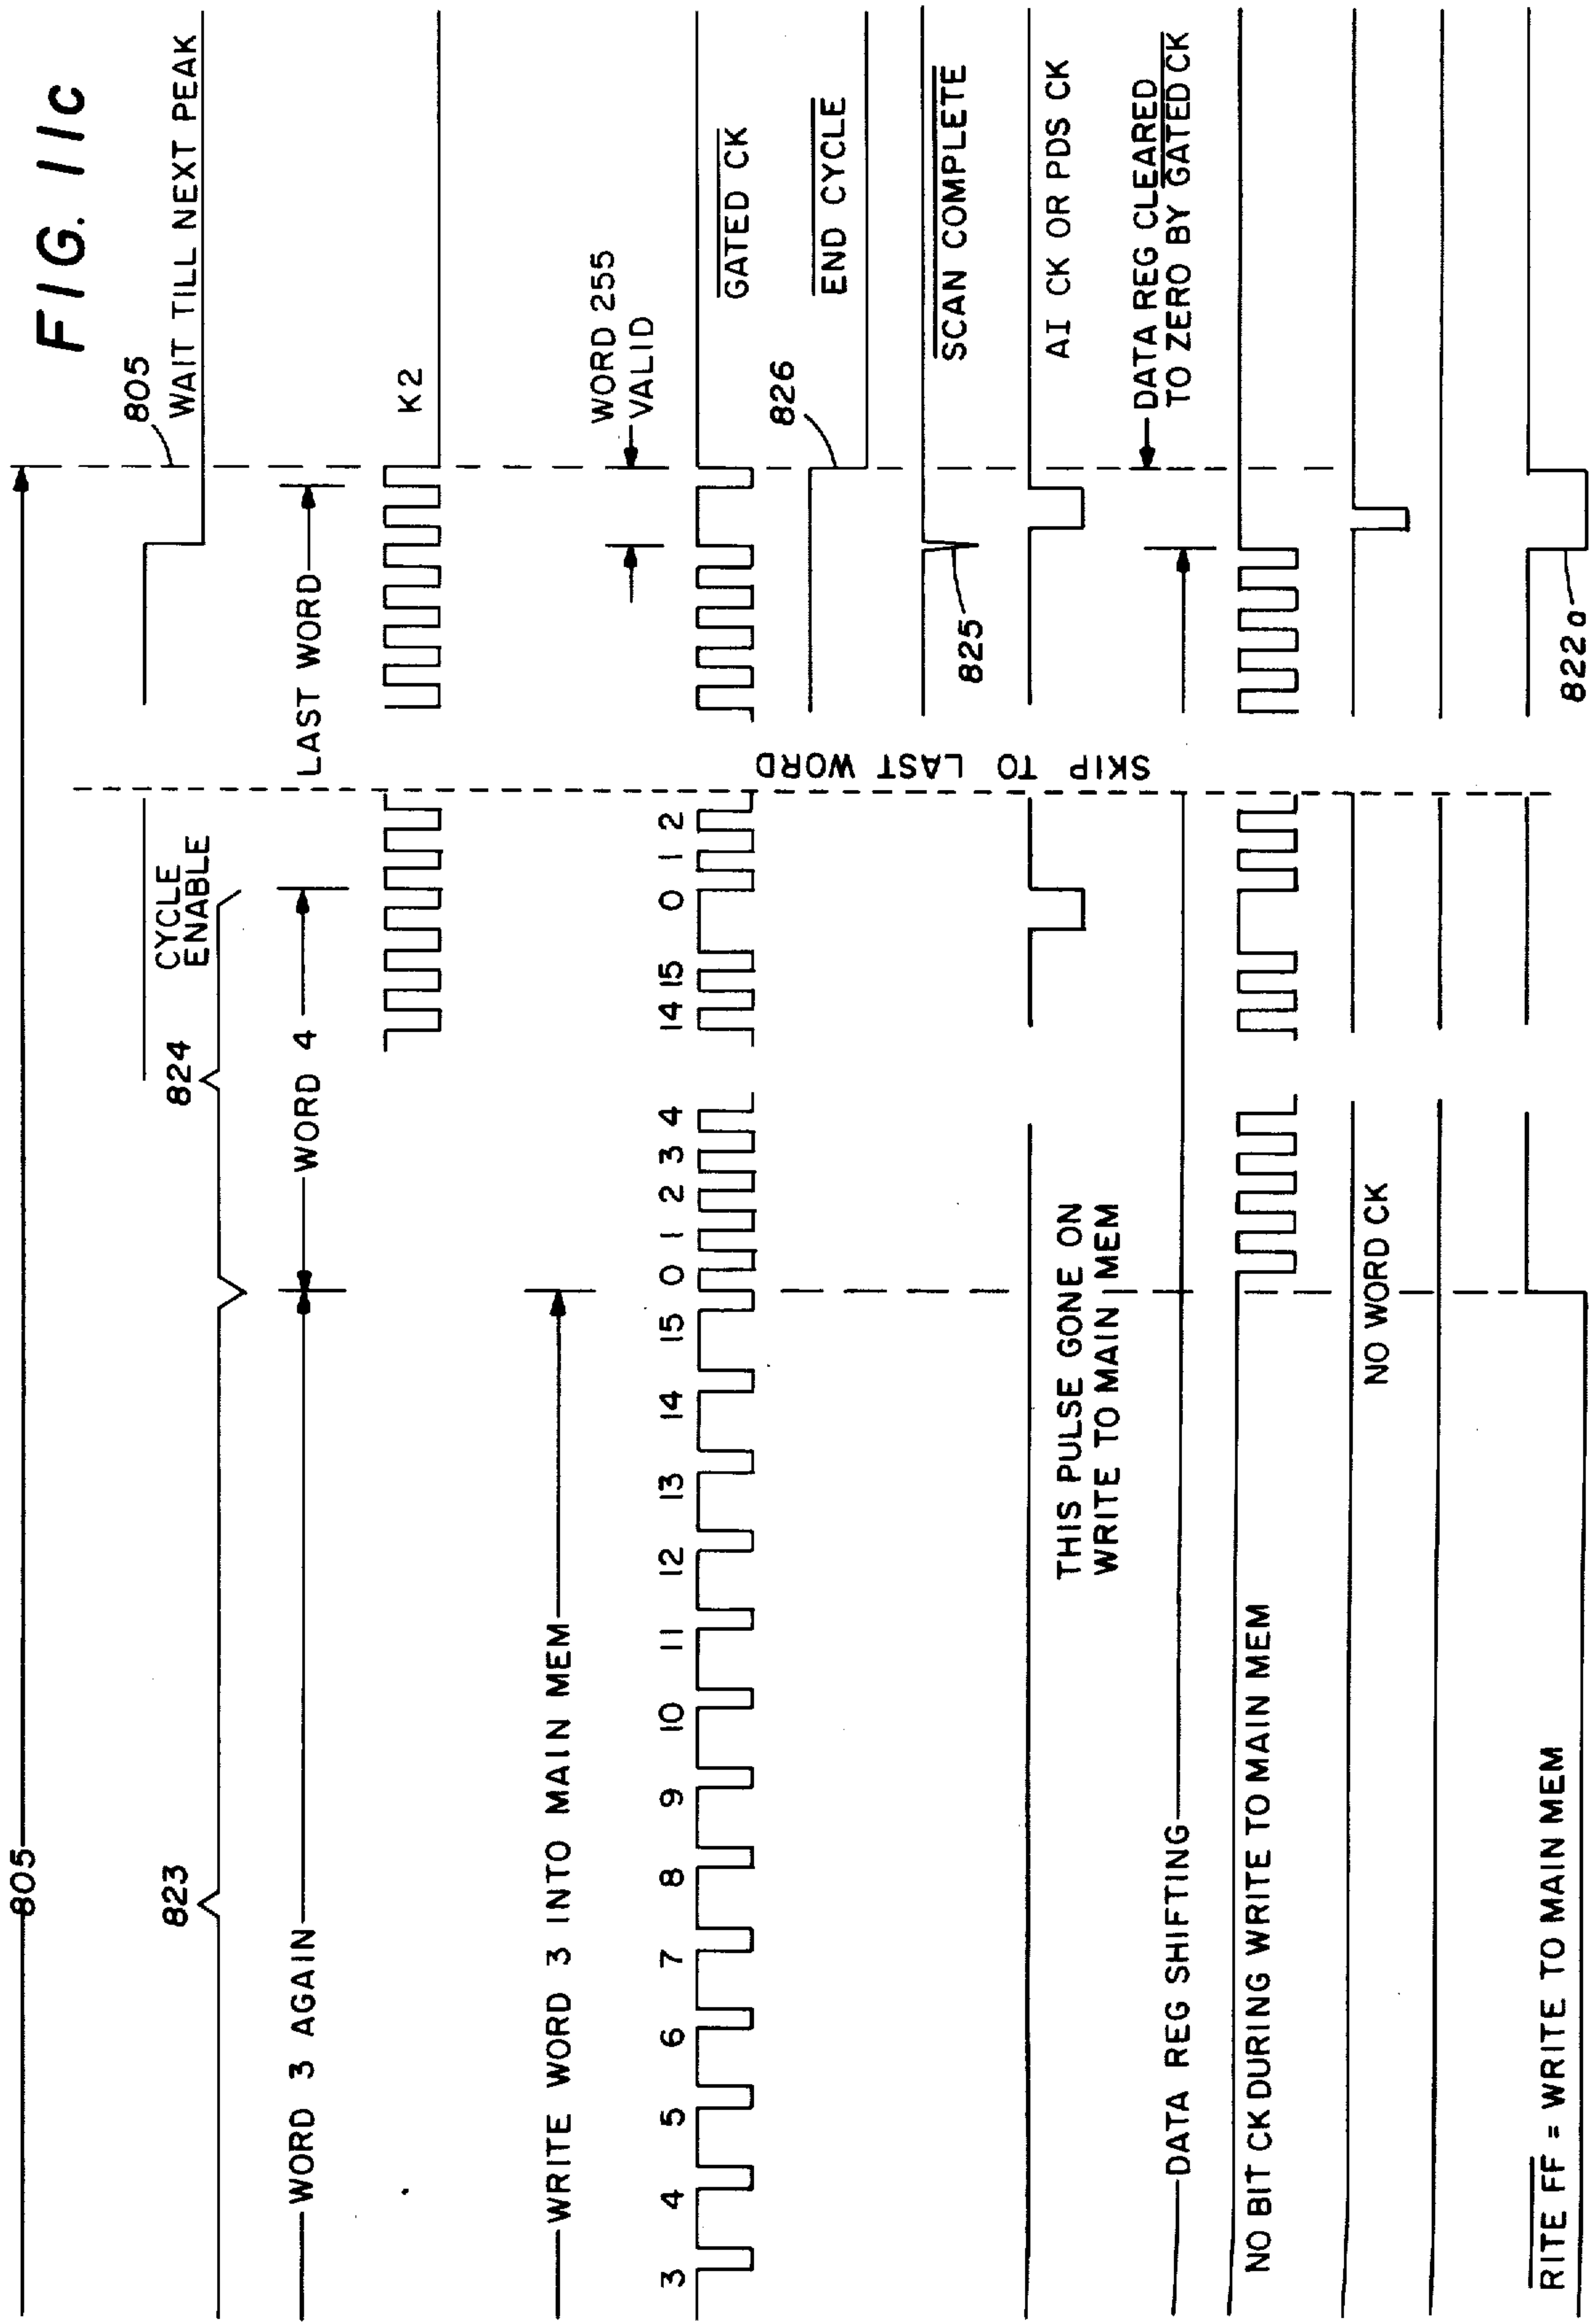 FIG. 11c
805
805
WAIT TILL NEXT PEAK
823
824
CYCLE
ENABLE
WORD 3 AGAIN
WORD 4
LAST WORD
K2
WRITE WORD 3 INTO MAIN MEM
WORD 255
VALID
3 4 5 6 7 8 9 10 11 12 13 14 15 0 1 2 3 4 14 15 0 1 2
GATED CK
826
END CYCLE
SKIP TO LAST WORD
825
SCAN COMPLETE
THIS PULSE GONE ON
WRITE TO MAIN MEM
AI CK OR PDS CK
DATA REG SHIFTING
DATA REG CLEARED
TO ZERO BY GATED CK
NO BIT CK DURING WRITE TO MAIN MEM
NO WORD CK
RITE FF = WRITE TO MAIN MEM
822a